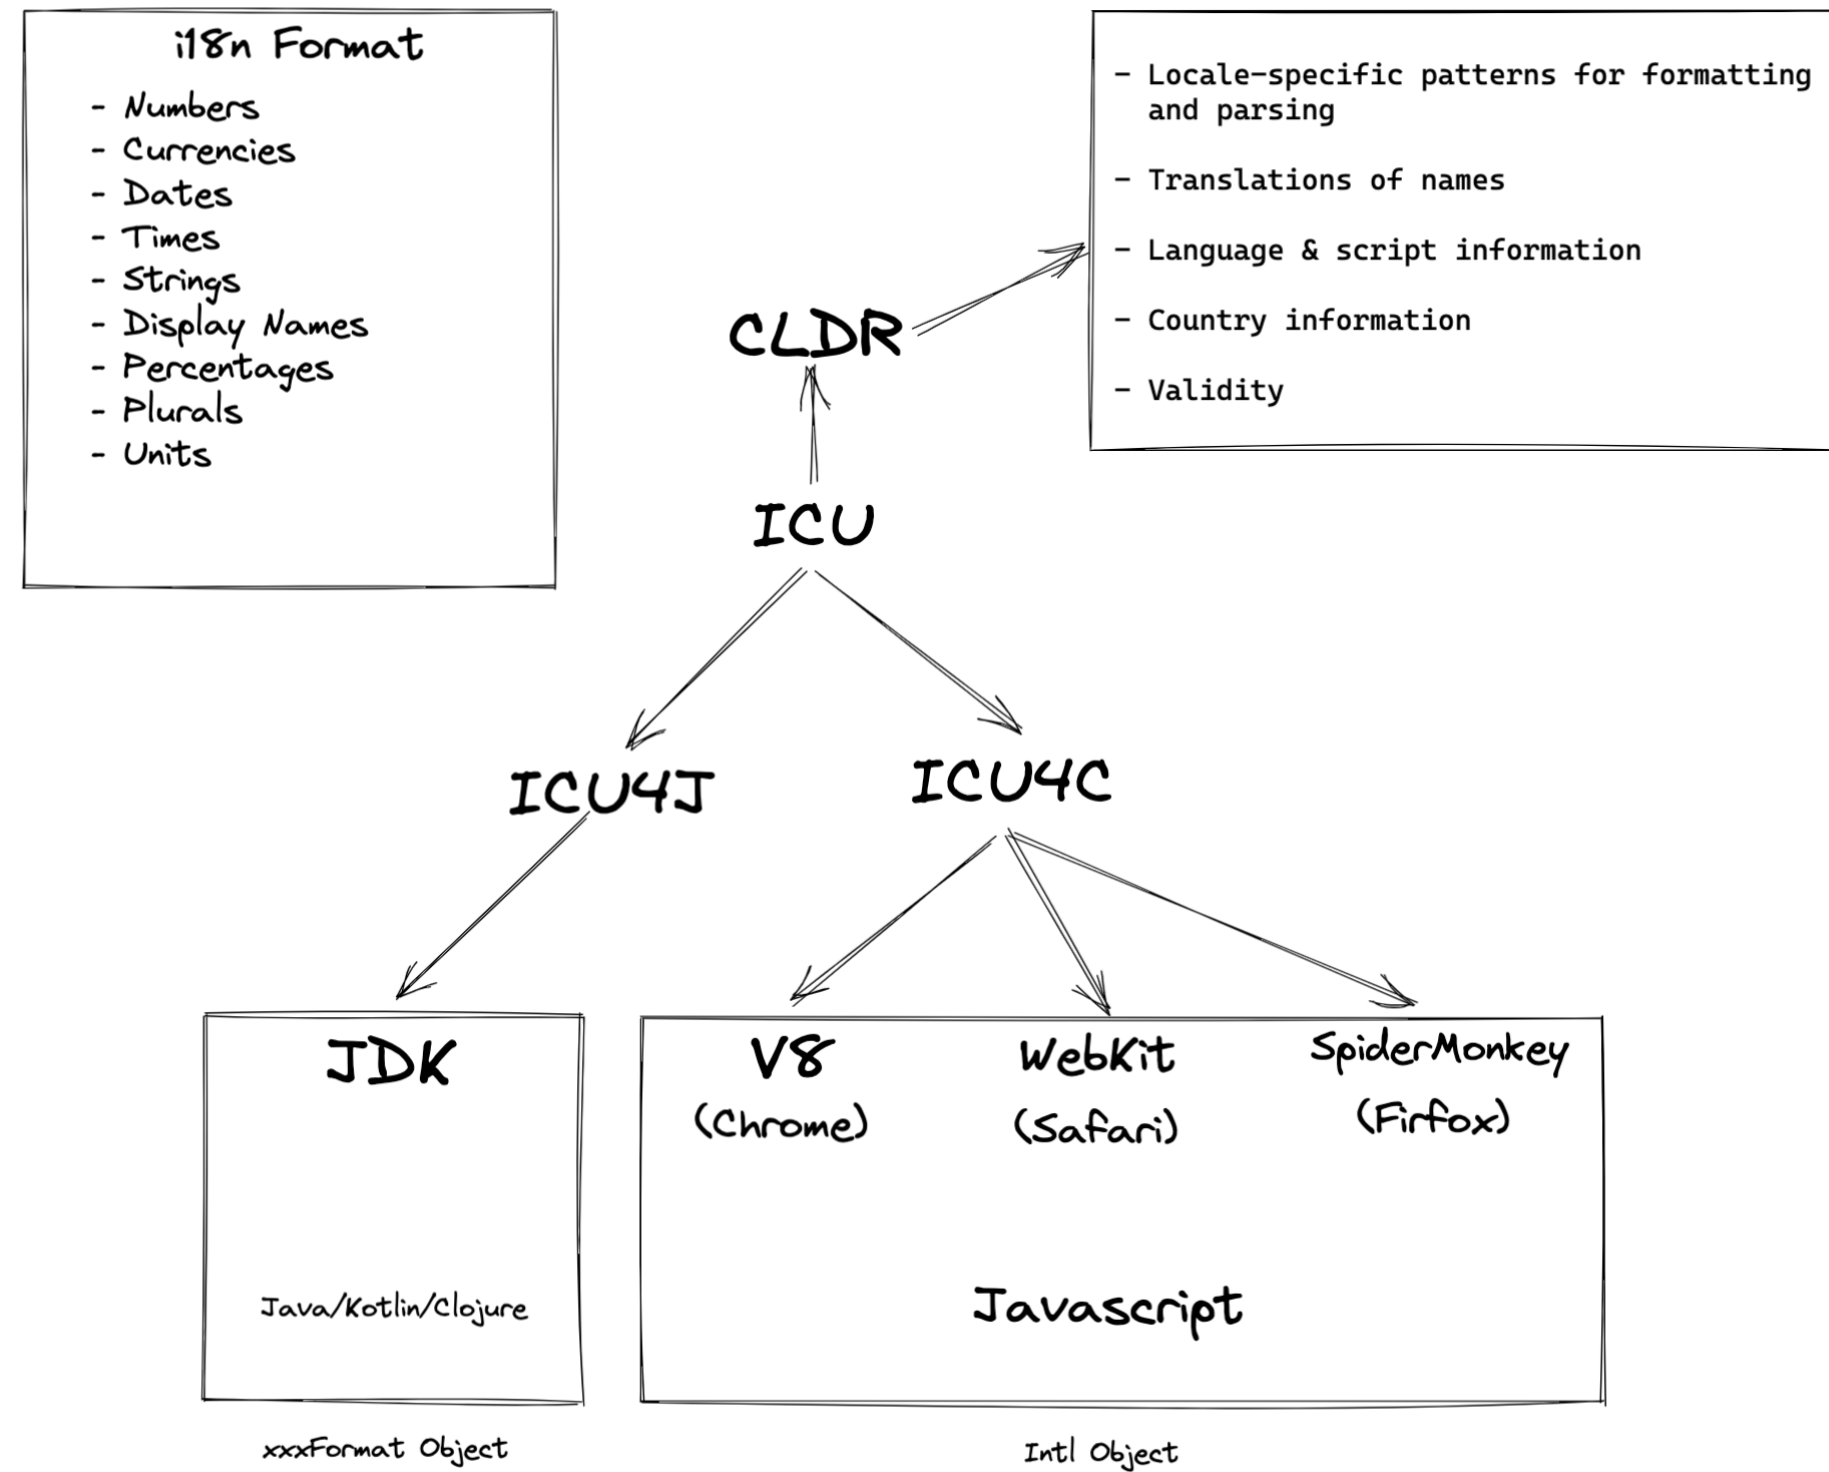 i18n Format
- Numbers
- Currencies
- Dates
- Times
- Strings
- Display Names
- Percentages
- Plurals
- Units
- Locale-specific patterns for formatting
and parsing
- Translations of names
- Language & script information
- Country information
- Validity
CLDR
ICU
ICU4J
ICU4C
JDK
Java/Kotlin/Clojure
xxxFormat Object
V8
(Chrome)
WebKit
(Safari)
SpiderMonkey
(Firfox)
Javascript
Intl Object